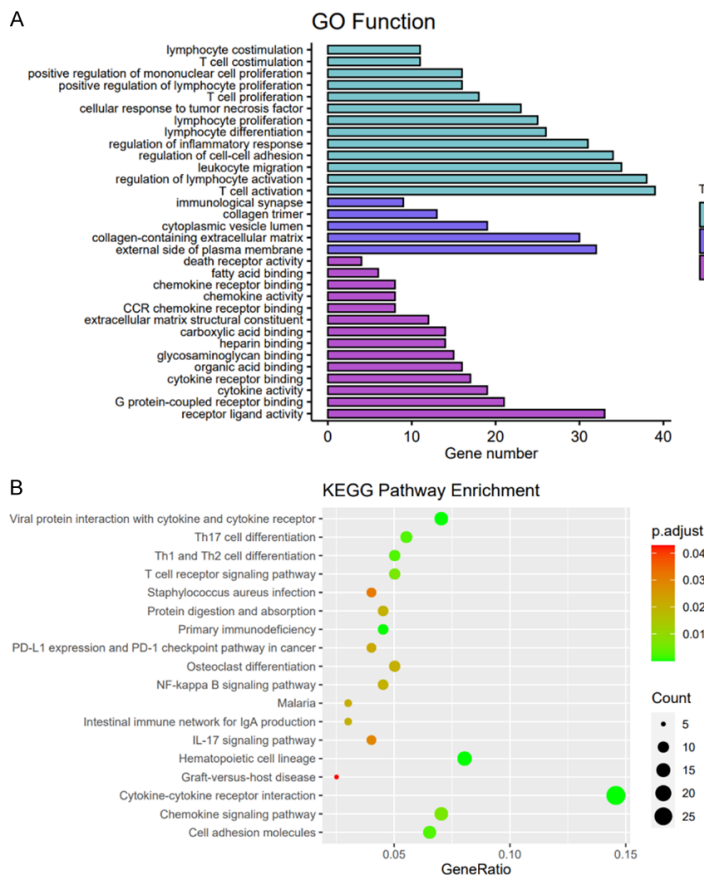 A
GO Function
lymphocyte costimulation
T cell costimulation
positive regulation of mononuclear cell proliferation
positive regulation of lymphocyte proliferation
T cell proliferation
cellular response to tumor necrosis factor
lymphocyte proliferation
lymphocyte differentiation
regulation of inflammatory response
regulation of cell-cell adhesion
leukocyte migration
regulation of lymphocyte activation
T cell activation
immunological synapse
collagen trimer
cytoplasmic vesicle lumen
collagen-containing extracellular matrix
external side of plasma membrane
death receptor activity
fatty acid binding
chemokine receptor binding
chemokine activity
CCR chemokine receptor binding
extracellular matrix structural constituent
carboxylic acid binding
heparin binding
glycosaminoglycan binding
organic acid binding
cytokine receptor binding
cytokine activity
G protein-coupled receptor binding
receptor ligand activity
0 10 20 30 40
Gene number
T
B
KEGG Pathway Enrichment
Viral protein interaction with cytokine and cytokine receptor
Th17 cell differentiation
Th1 and Th2 cell differentiation
T cell receptor signaling pathway
Staphylococcus aureus infection
Protein digestion and absorption
Primary immunodeficiency
PD-L1 expression and PD-1 checkpoint pathway in cancer
Osteoclast differentiation
NF-kappa B signaling pathway
Malaria
Intestinal immune network for IgA production
IL-17 signaling pathway
Hematopoietic cell lineage
Graft-versus-host disease
Cytokine-cytokine receptor interaction
Chemokine signaling pathway
Cell adhesion molecules
0.05 0.10 0.15
GeneRatio
p.adjust
0.04
0.03
0.02
0.01
Count
5
10
15
20
25